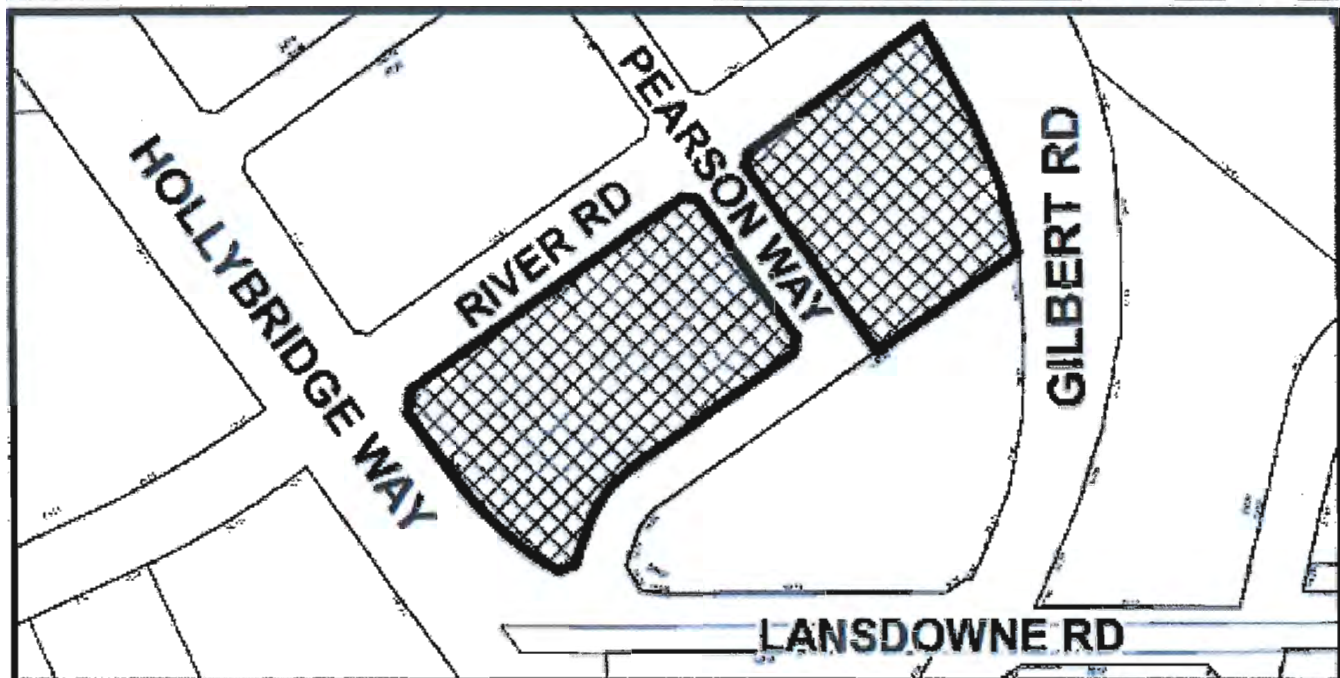 PEARSON WAY
HOLLYBRIDGE WAY
RIVER RD
GILBERT RD
LANSDOWNE RD